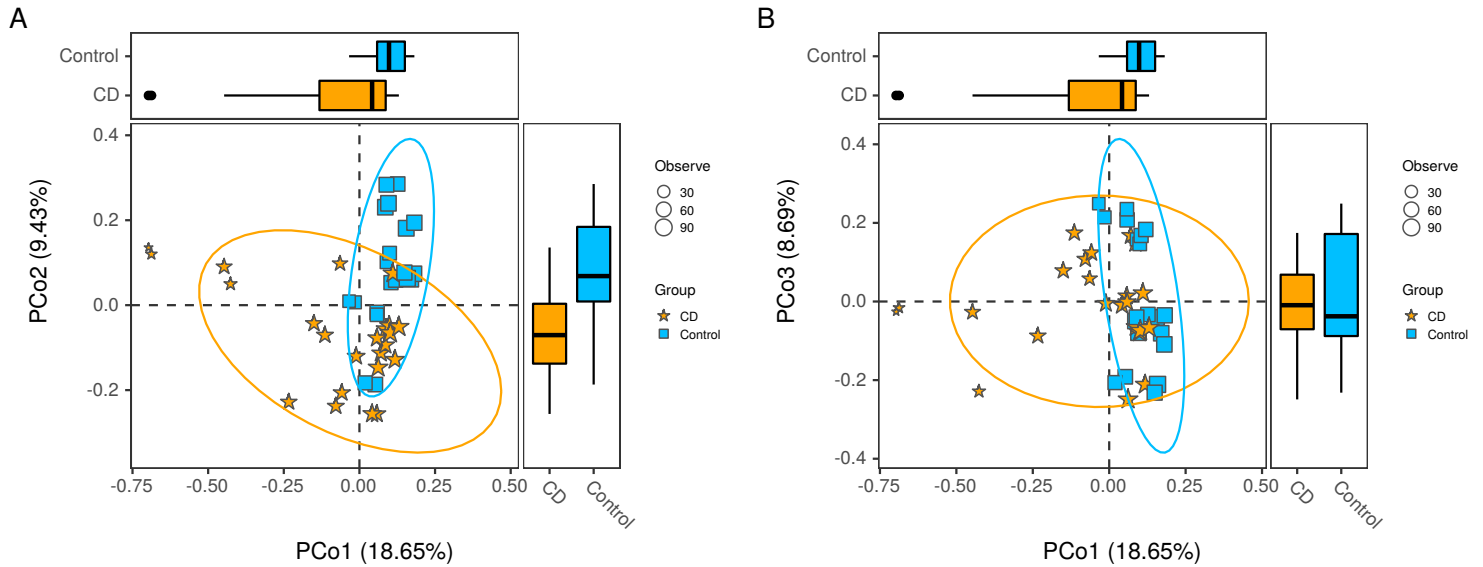 A
Control
CD
0.4
0.2
0.0
-0.2
PCo2 (9.43%)
-0.75
-0.50
-0.25
0.00
0.25
0.50
PCo1 (18.65%)
CD
Control
Observe
30
60
90
Group
CD
Control
B
Control
CD
0.4
0.2
0.0
-0.2
-0.4
PCo3 (8.69%)
-0.75
-0.50
-0.25
0.00
0.25
0.50
PCo1 (18.65%)
CD
Control
Observe
30
60
90
Group
CD
Control